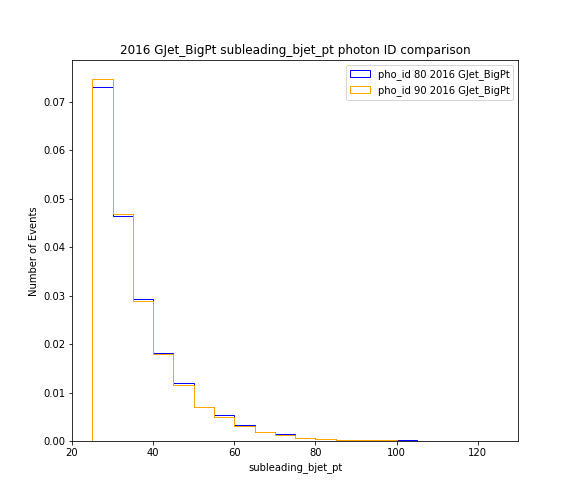 2016 GJet_BigPt subleading_bjet_pt photon ID comparison
pho_id 80 2016 GJet_BigPt
pho_id 90 2016 GJet_BigPt
0.07
0.06
0.05
0.04
0.03
0.02
0.01
0.00
Number of Events
20 40 60 80 100 120
subleading_bjet_pt